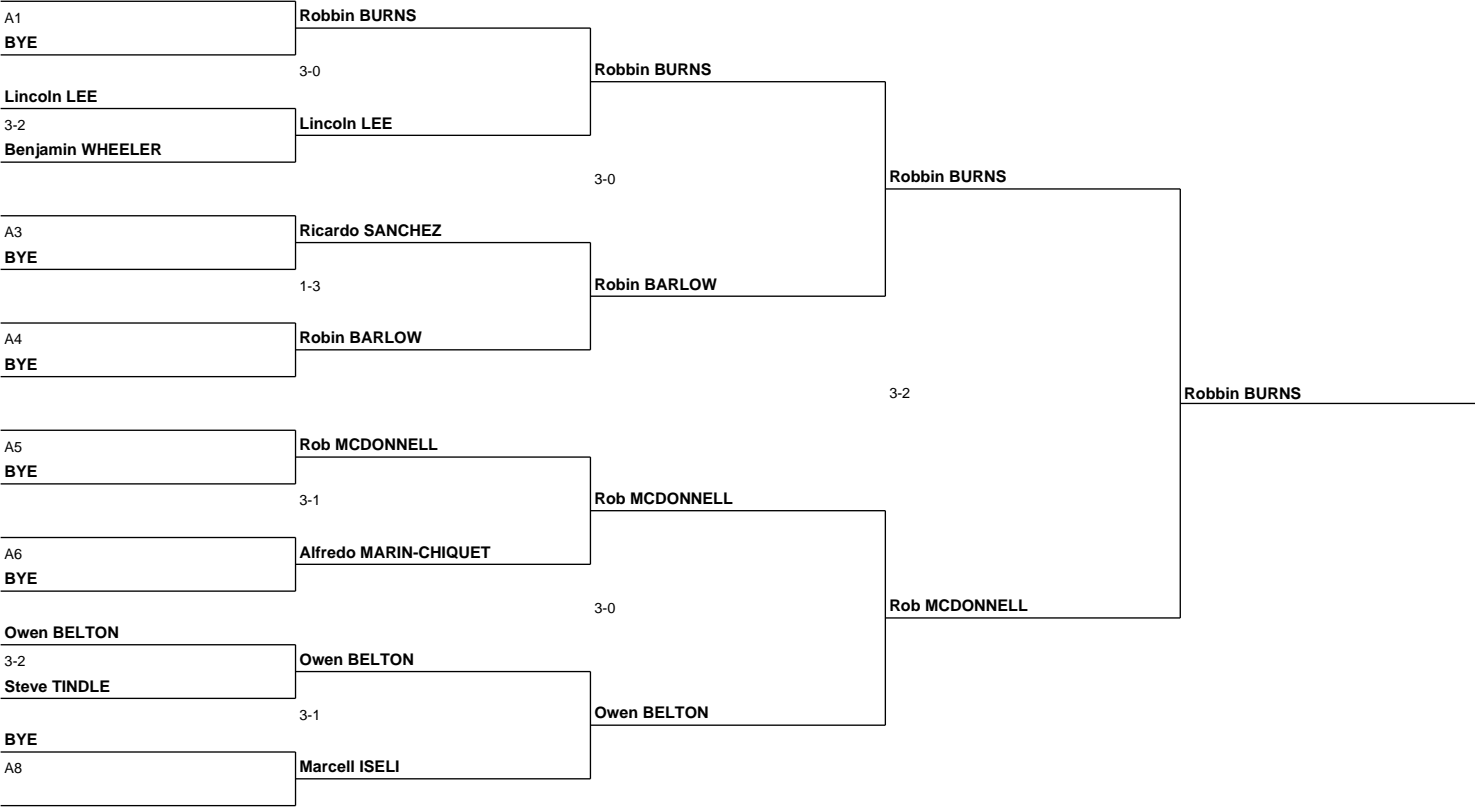 A1
BYE
Robbin BURNS
3-0
Lincoln LEE
3-2
Benjamin WHEELER
Lincoln LEE
Robbin BURNS
3-0
A3
BYE
Ricardo SANCHEZ
1-3
A4
BYE
Robin BARLOW
Robin BARLOW
Robbin BURNS
3-2
A5
BYE
Rob MCDONNELL
3-1
A6
BYE
Alfredo MARIN-CHIQUET
Rob MCDONNELL
3-0
Owen BELTON
3-2
Steve TINDLE
Owen BELTON
3-1
BYE
A8
Marcell ISELI
Owen BELTON
Rob MCDONNELL
Robbin BURNS